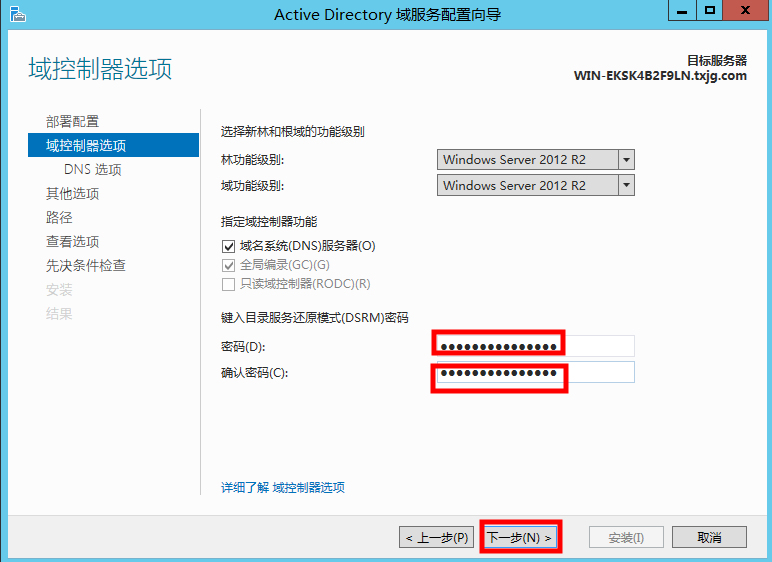 Active Directory 域服务配置向导
域控制器选项
目标服务器
WIN-EKSK4B2F9LN.txjg.com
部署配置
域控制器选项
DNS 选项
其他选项
路径
查看选项
先决条件检查
安装
结果
选择新林和根域的功能级别
林功能级别: Windows Server 2012 R2
域功能级别: Windows Server 2012 R2
指定域控制器功能
域名系统(DNS)服务器(O)
全局编录(GC)(G)
只读域控制器(RODC)(R)
键入目录服务还原模式(DSRM)密码
密码(D): ●●●●●●●●●●●●●●●
确认密码(C): ●●●●●●●●●●●●●●●
详细了解 域控制器选项
< 上一步(P) 下一步(N) > 安装(I) 取消